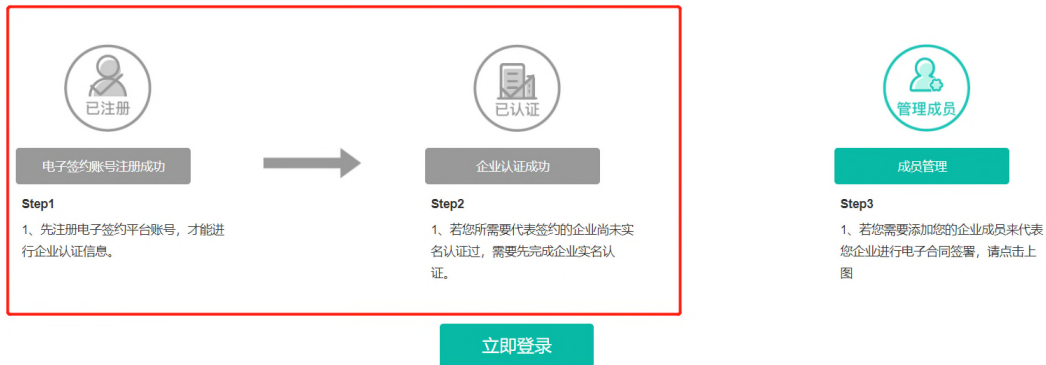 已注册
电子签约账号注册成功
Step1
1、先注册电子签约平台账号，才能进
行企业认证信息。
已认证
企业认证成功
Step2
1、若您所需要代表签约的企业尚未实
名认证过，需要先完成企业实名认
证。
管理成员
成员管理
Step3
1、若您需要添加您的企业成员来代表
您企业进行电子合同签署，请点击上
图
立即登录